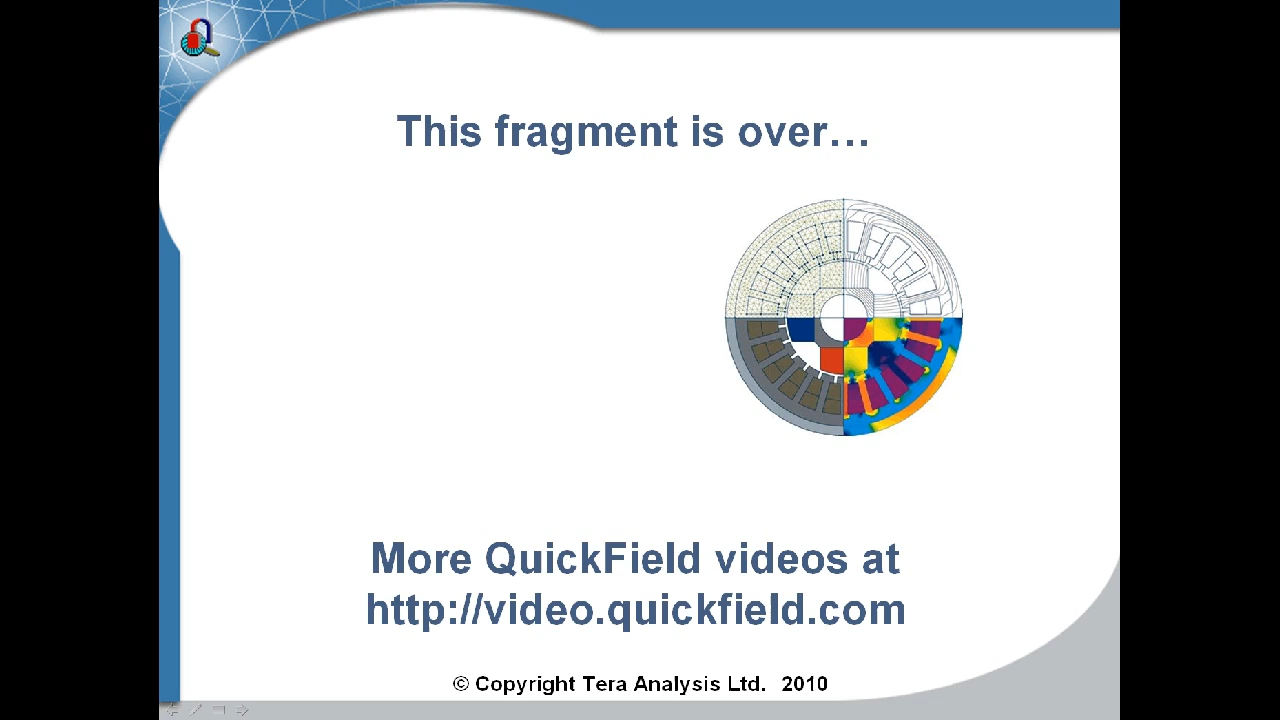 This fragment is over…
More QuickField videos at
http://video.quickfield.com
© Copyright Tera Analysis Ltd. 2010